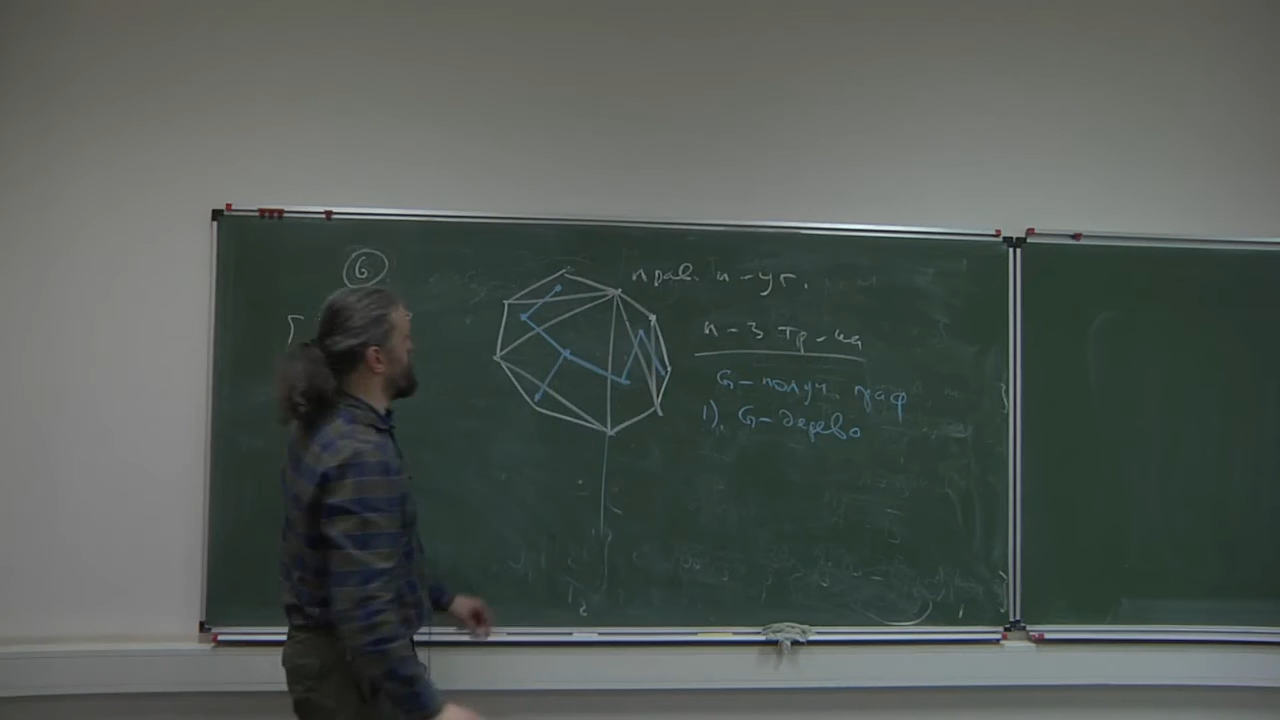 6
прав. n-уг.
n-3 тр-ка
G-получ. граф
1). G-дерево